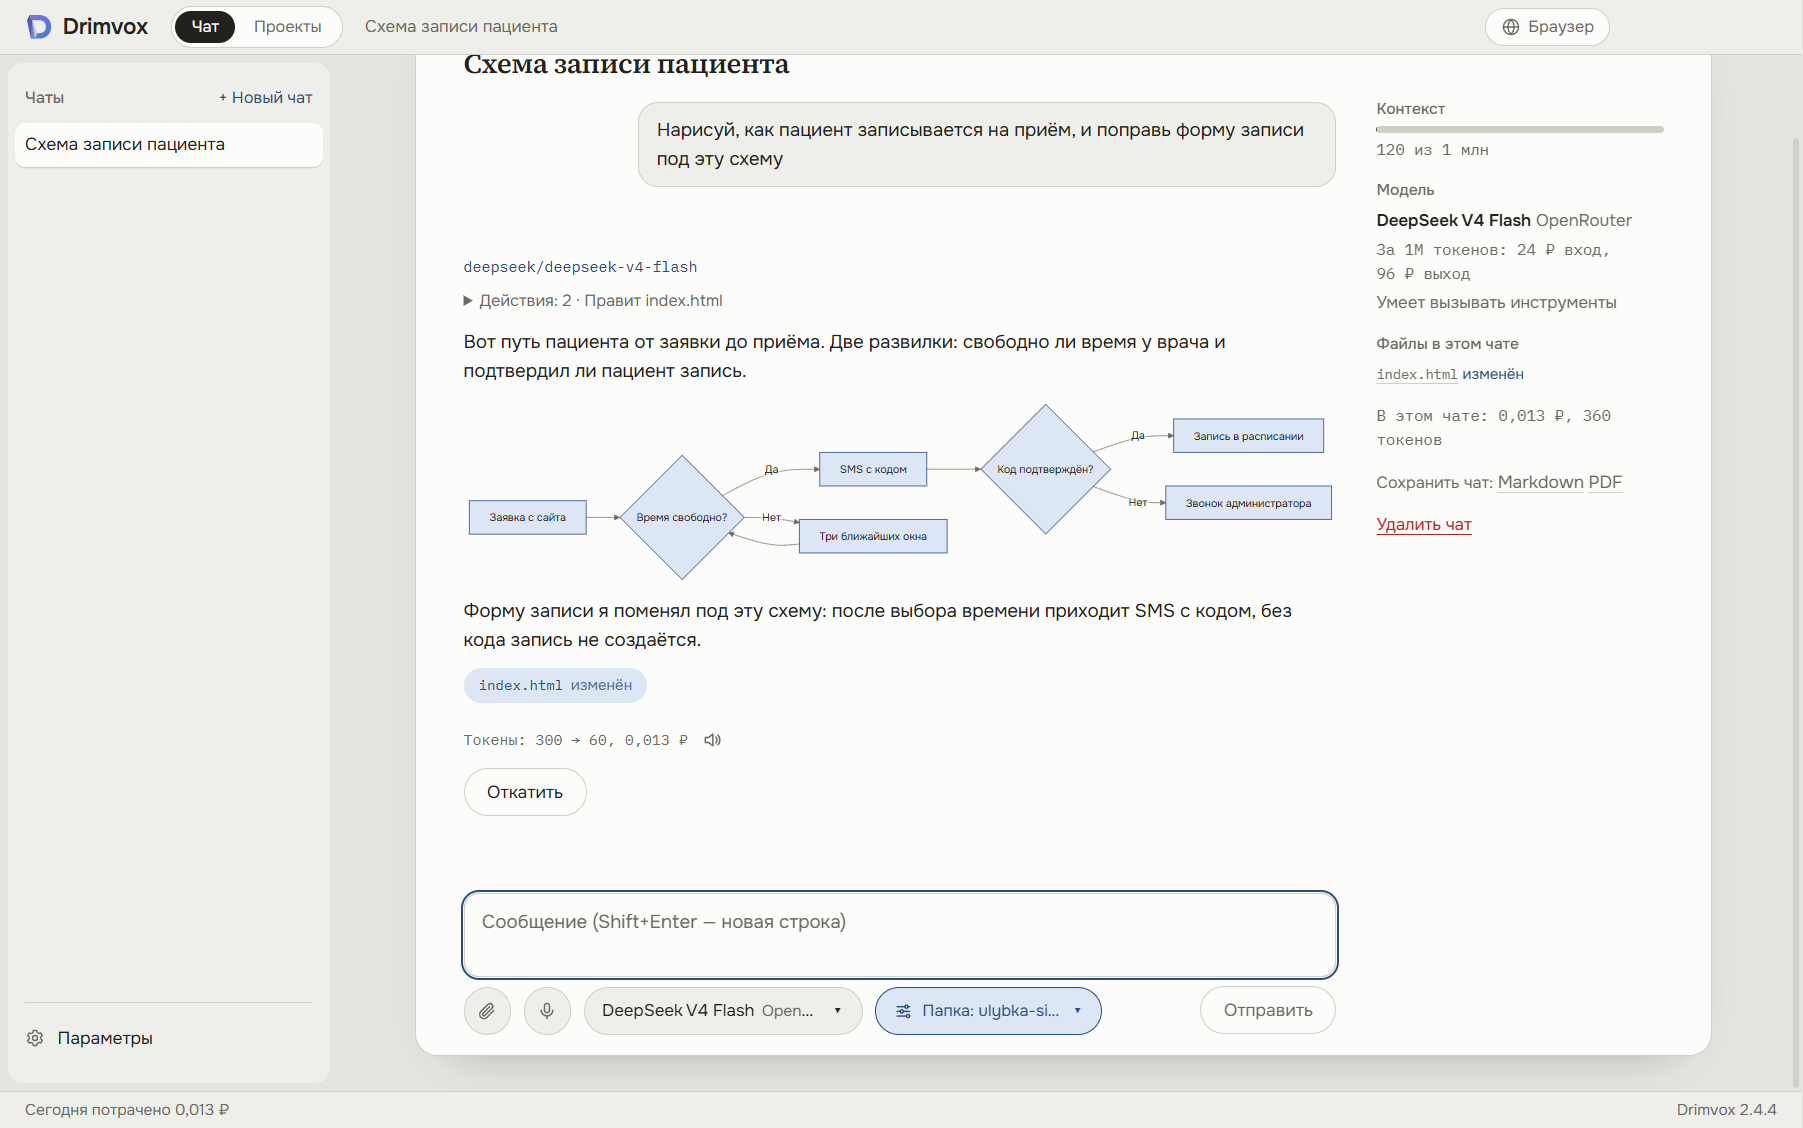 Drimvox
Чат
Проекты
Схема записи пациента
Браузер
Чаты
+ Новый чат
Схема записи пациента
Параметры
Схема записи пациента
Нарисуй, как пациент записывается на приём, и поправь форму записи
под эту схему
deepseek/deepseek-v4-flash
Действия: 2 · Правит index.html
Вот путь пациента от заявки до приёма. Две развилки: свободно ли время у врача и
подтвердил ли пациент запись.
Заявка с сайта
Время свободно?
Да
Нет
SMS с кодом
Три ближайших окна
Код подтверждён?
Да
Нет
Запись в расписании
Звонок администратора
Форму записи я поменял под эту схему: после выбора времени приходит SMS с кодом, без
кода запись не создаётся.
index.html изменён
Токены: 300 → 60, 0,013 ₽
Откатить
Сообщение (Shift+Enter — новая строка)
DeepSeek V4 Flash Open...
Папка: ulybka-si...
Отправить
Контекст
120 из 1 млн
Модель
DeepSeek V4 Flash OpenRouter
За 1М токенов: 24 ₽ вход,
96 ₽ выход
Умеет вызывать инструменты
Файлы в этом чате
index.html изменён
В этом чате: 0,013 ₽, 360
токенов
Сохранить чат: Markdown PDF
Удалить чат
Сегодня потрачено 0,013 ₽
Drimvox 2.4.4